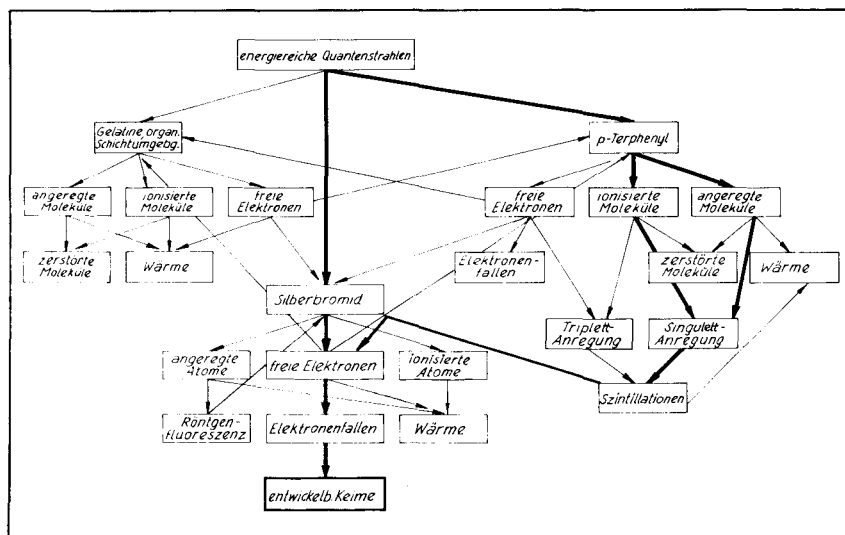 energiereiche Quantenstrahlen
Gelatine, organ.
Schichtumgebg.
p-Terphenyl
angeregte
Moleküle
ionisierte
Moleküle
freie
Elektronen
freie
Elektronen
ionisierte
Moleküle
angeregte
Moleküle
zerstörte
Moleküle
Wärme
Elektronen-
fallen
zerstörte
Moleküle
Wärme
Silberbromid
Triplett-
Anregung
Singulett-
Anregung
angeregte
Atome
freie Elektronen
ionisierte
Atome
Szintillationen
Röntgen-
fluoreszenz
Elektronenfallen
Wärme
entwickelb. Keime